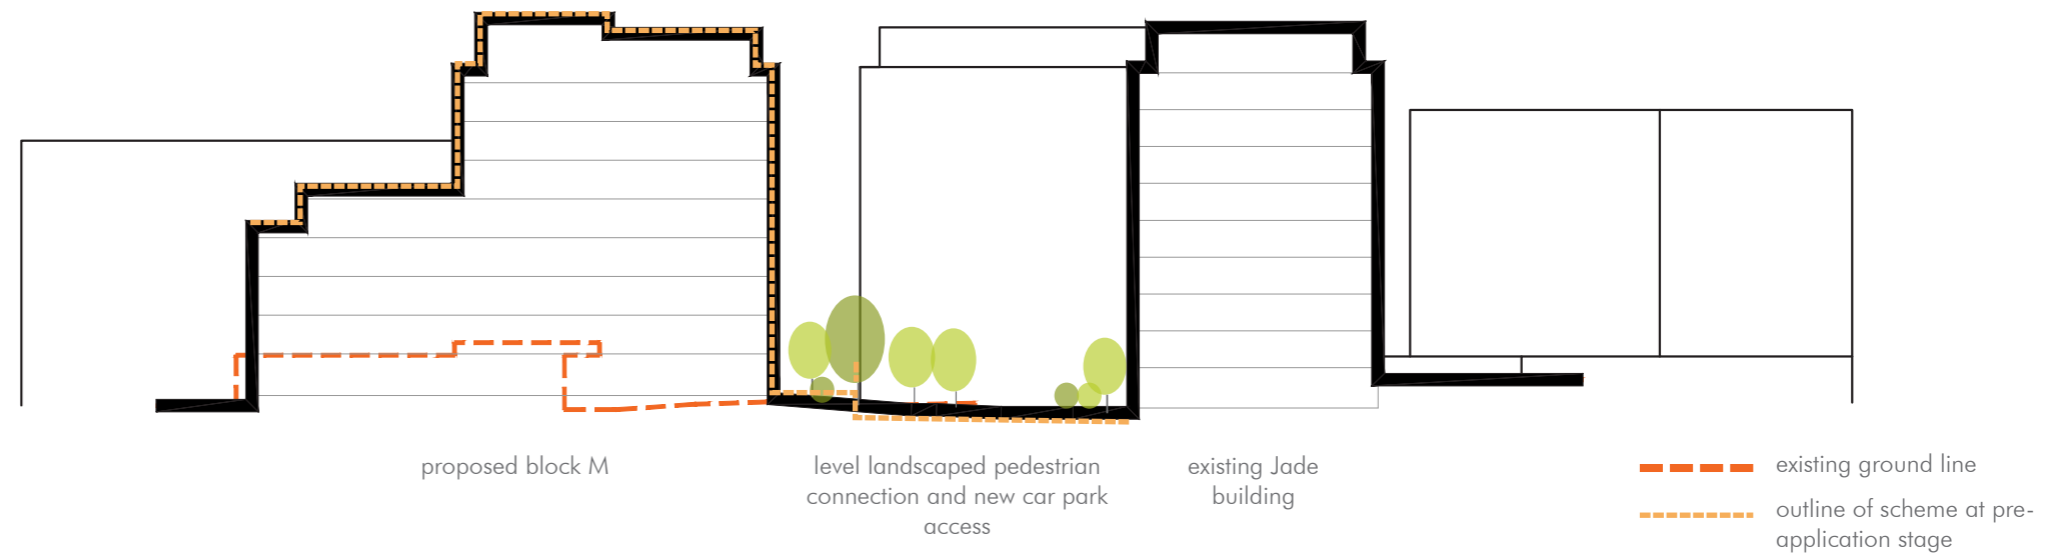 proposed block M
level landscaped pedestrian
connection and new car park
access
existing Jade
building
existing ground line
outline of scheme at pre-
application stage